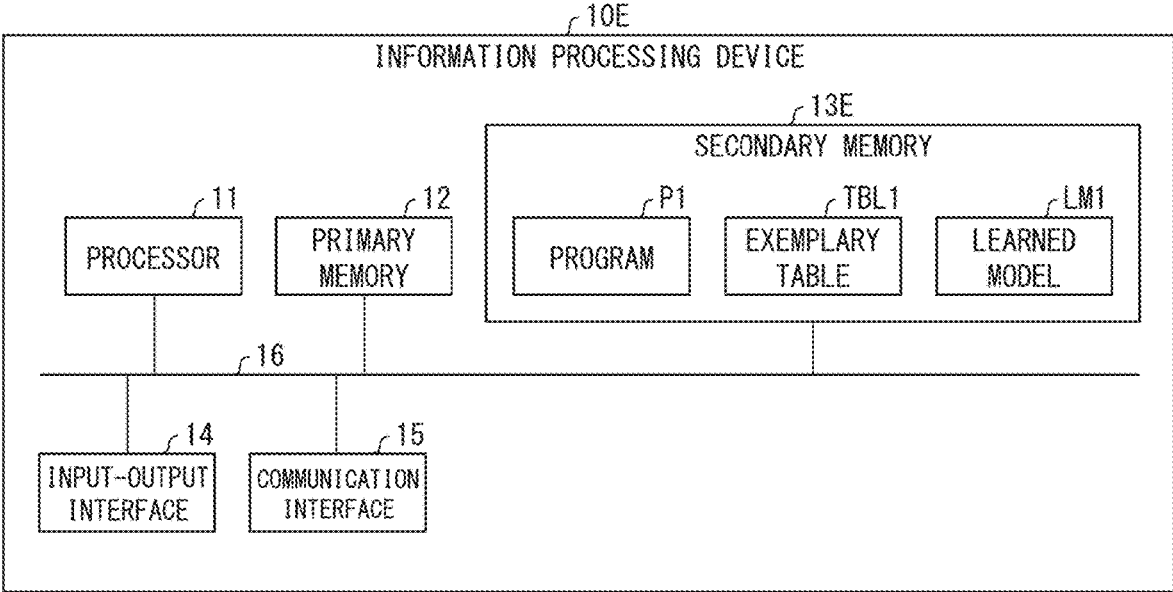 10E
INFORMATION PROCESSING DEVICE
13E
SECONDARY MEMORY
11
PROCESSOR
12
PRIMARY
MEMORY
P1
PROGRAM
TBL1
EXEMPLARY
TABLE
LM1
LEARNED
MODEL
16
14
INPUT-OUTPUT
INTERFACE
15
COMMUNICATION
INTERFACE